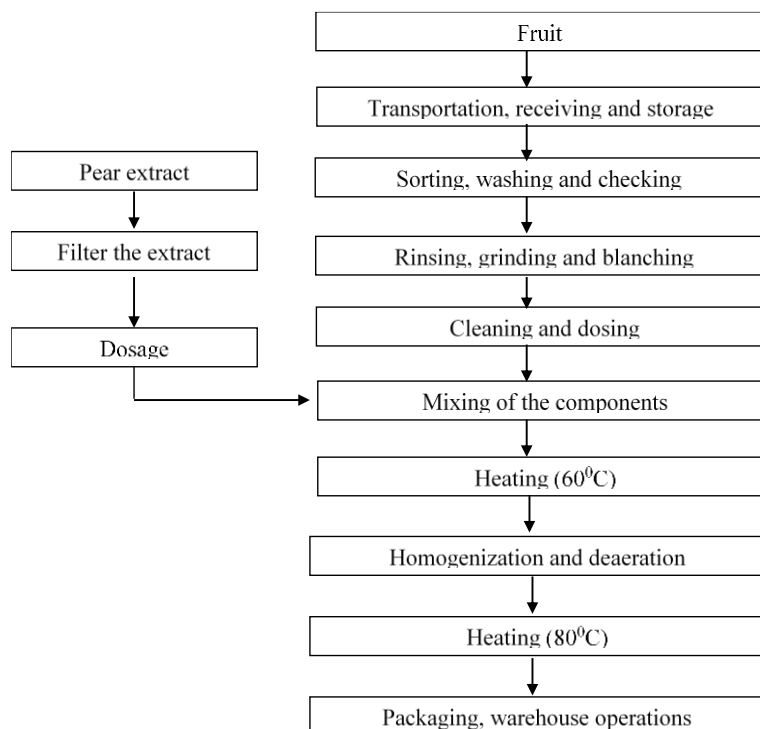 Fruit
Transportation, receiving and storage
Pear extract
Sorting, washing and checking
Filter the extract
Rinsing, grinding and blanching
Cleaning and dosing
Dosage
Mixing of the components
Heating (60⁰C)
Homogenization and deaeration
Heating (80⁰C)
Packaging, warehouse operations